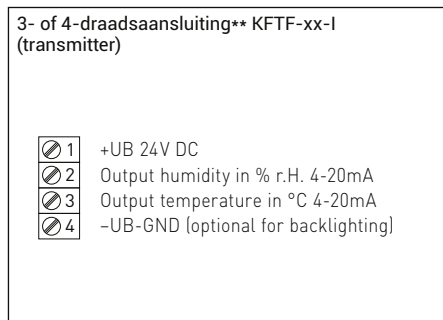 3- of 4-draadsaansluiting** KFTF-xx-I
(transmitter)
1 +UB 24V DC
2 Output humidity in % r.H. 4-20mA
3 Output temperature in °C 4-20mA
4 –UB-GND (optional for backlighting)